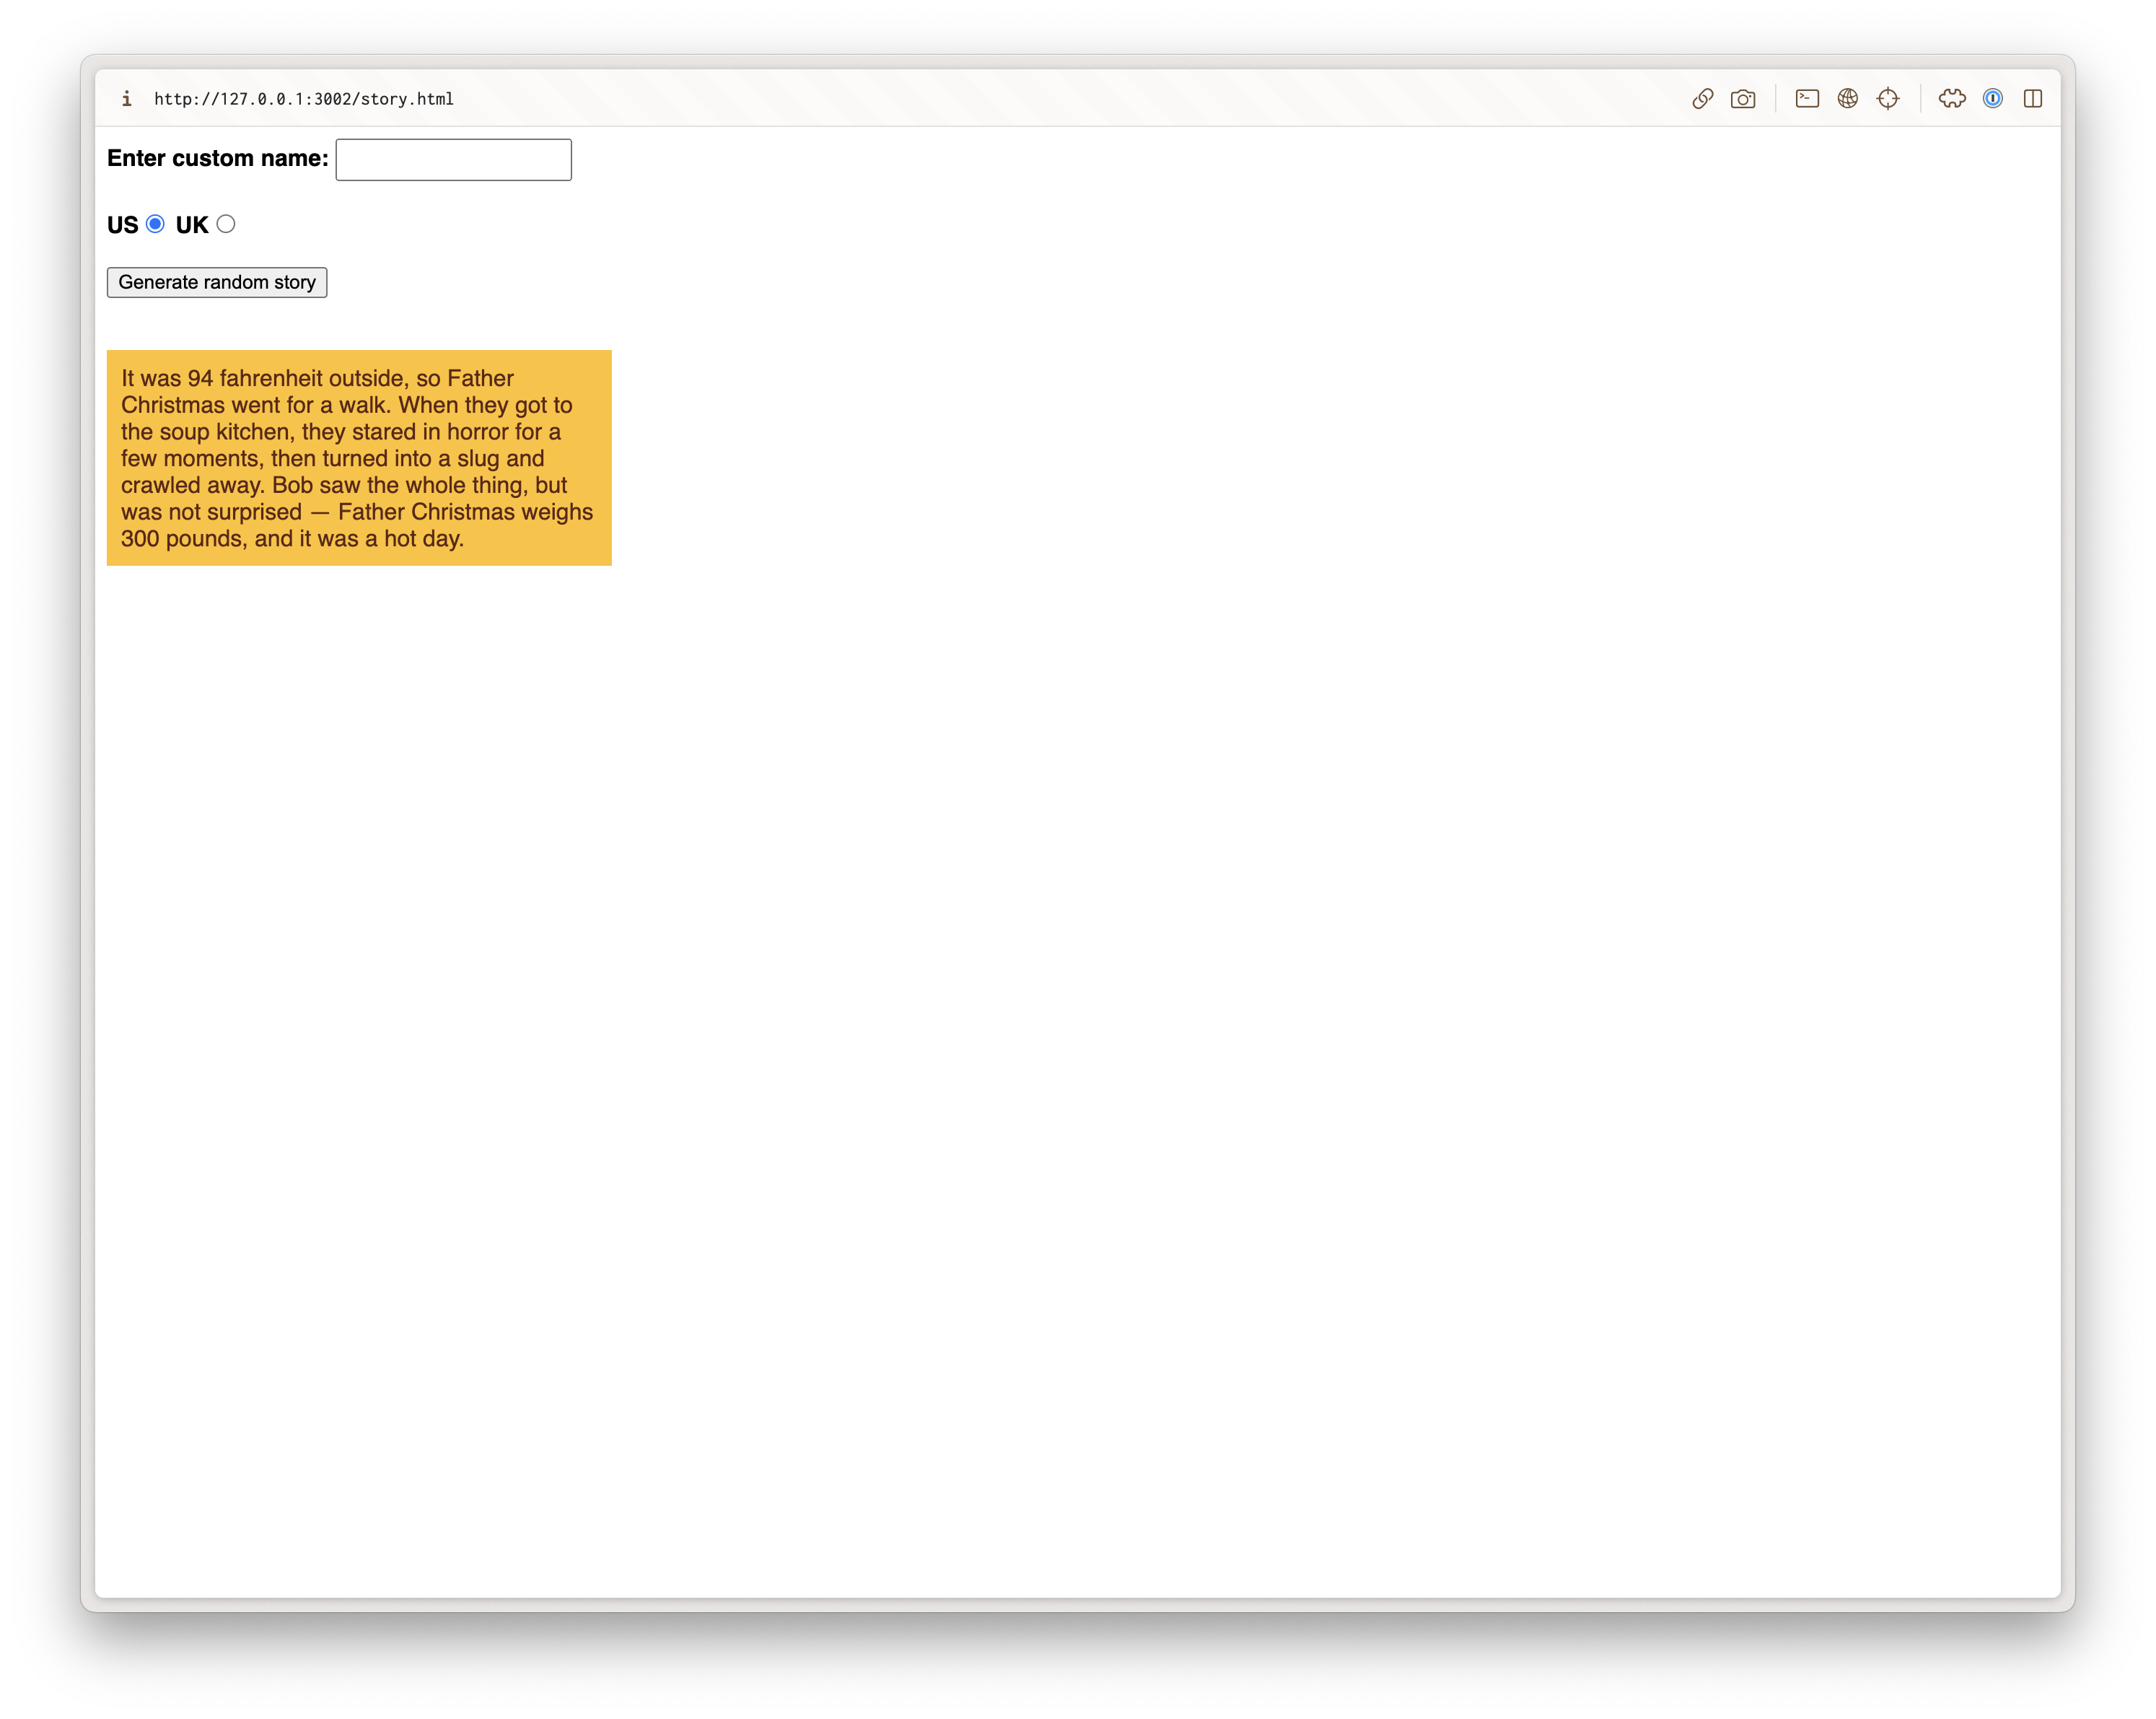 http://127.0.0.1:3002/story.html
Enter custom name:
US UK
Generate random story
It was 94 fahrenheit outside, so Father
Christmas went for a walk. When they got to
the soup kitchen, they stared in horror for a
few moments, then turned into a slug and
crawled away. Bob saw the whole thing, but
was not surprised — Father Christmas weighs
300 pounds, and it was a hot day.